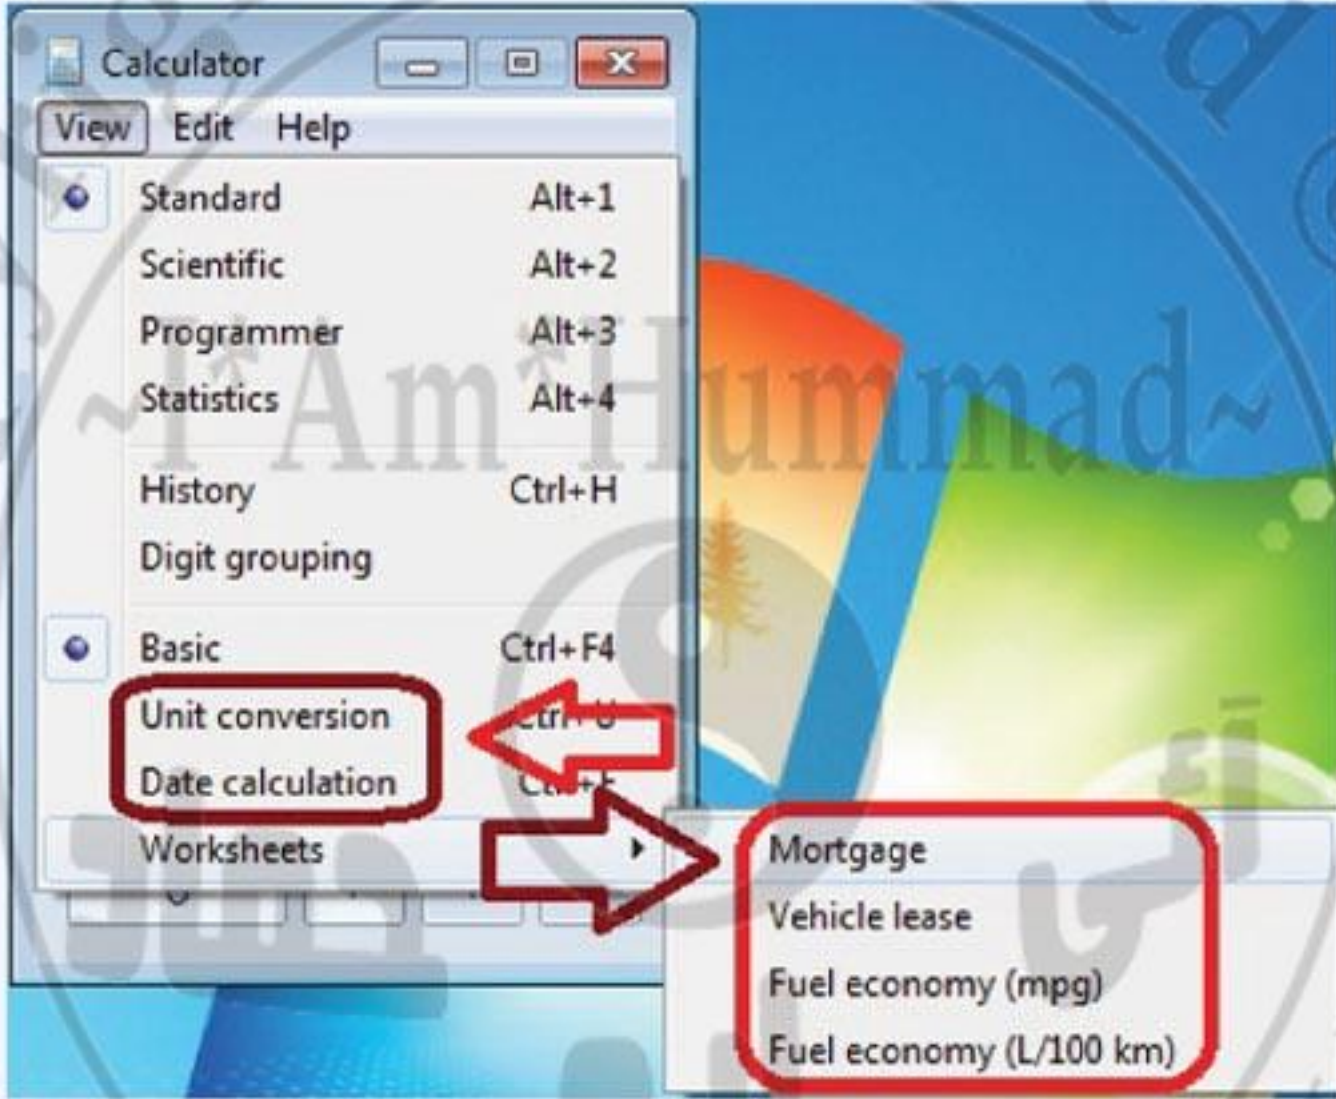 Calculator
View Edit Help
Standard Alt+1
Scientific Alt+2
Programmer Alt+3
Statistics Alt+4
~I*Am*Hummad~
History Ctrl+H
Digit grouping
Basic Ctrl+F4
Unit conversion Ctrl+U
Date calculation Ctrl+E
Worksheets
Mortgage
Vehicle lease
Fuel economy (mpg)
Fuel economy (L/100 km)